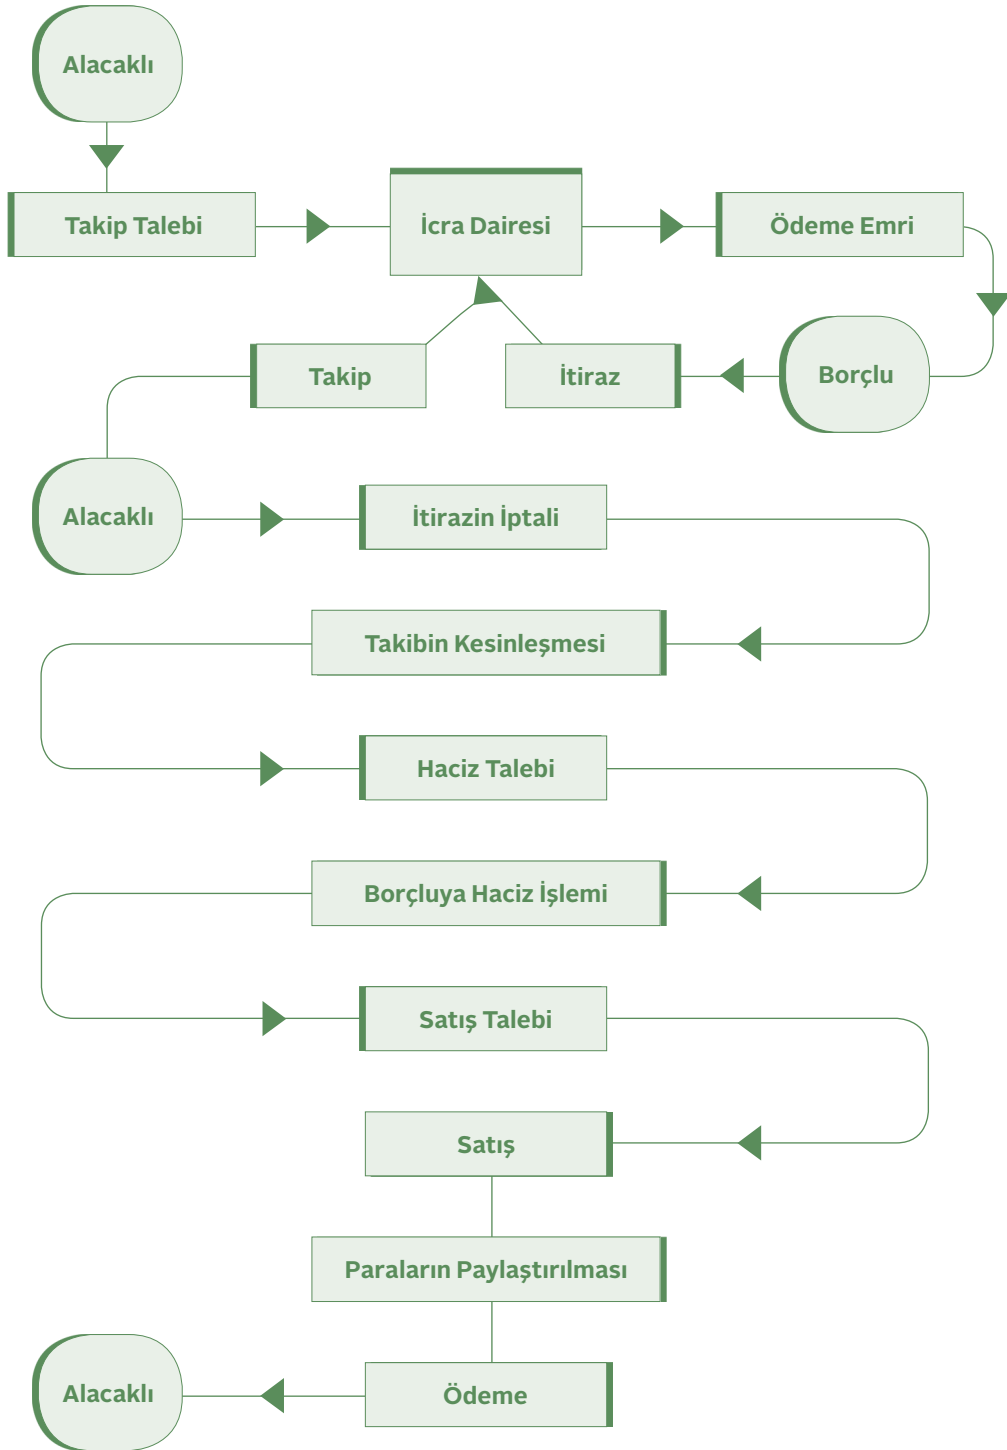 Alacaklı
Takip Talebi
İcra Dairesi
Ödeme Emri
Takip
İtiraz
Borçlu
Alacaklı
İtirazin İptali
Takibin Kesinleşmesi
Haciz Talebi
Borçluya Haciz İşlemi
Satış Talebi
Satış
Paraların Paylaştırılması
Alacaklı
Ödeme